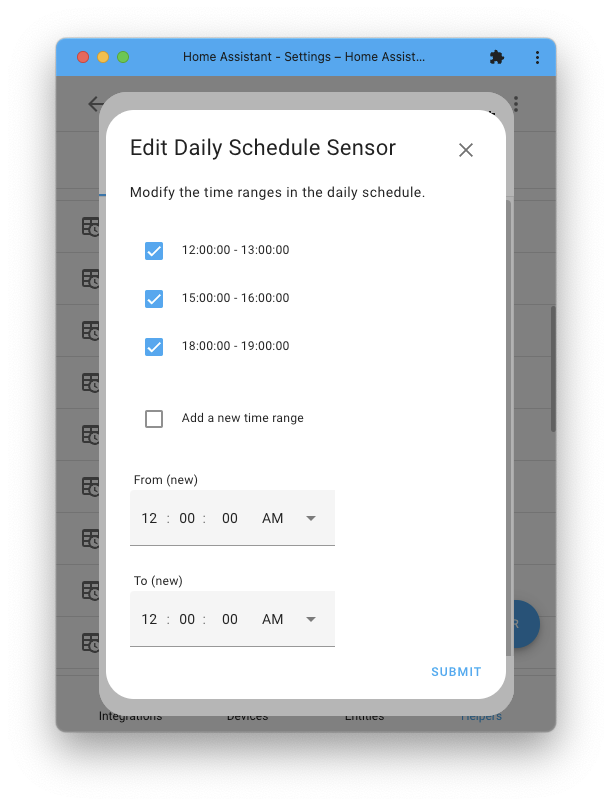 Home Assistant - Settings – Home Assist...
Edit Daily Schedule Sensor
Modify the time ranges in the daily schedule.
12:00:00 - 13:00:00
15:00:00 - 16:00:00
18:00:00 - 19:00:00
Add a new time range
From (new)
12 : 00 : 00 AM
To (new)
12 : 00 : 00 AM
R
SUBMIT
Integrations Devices Entities Helpers